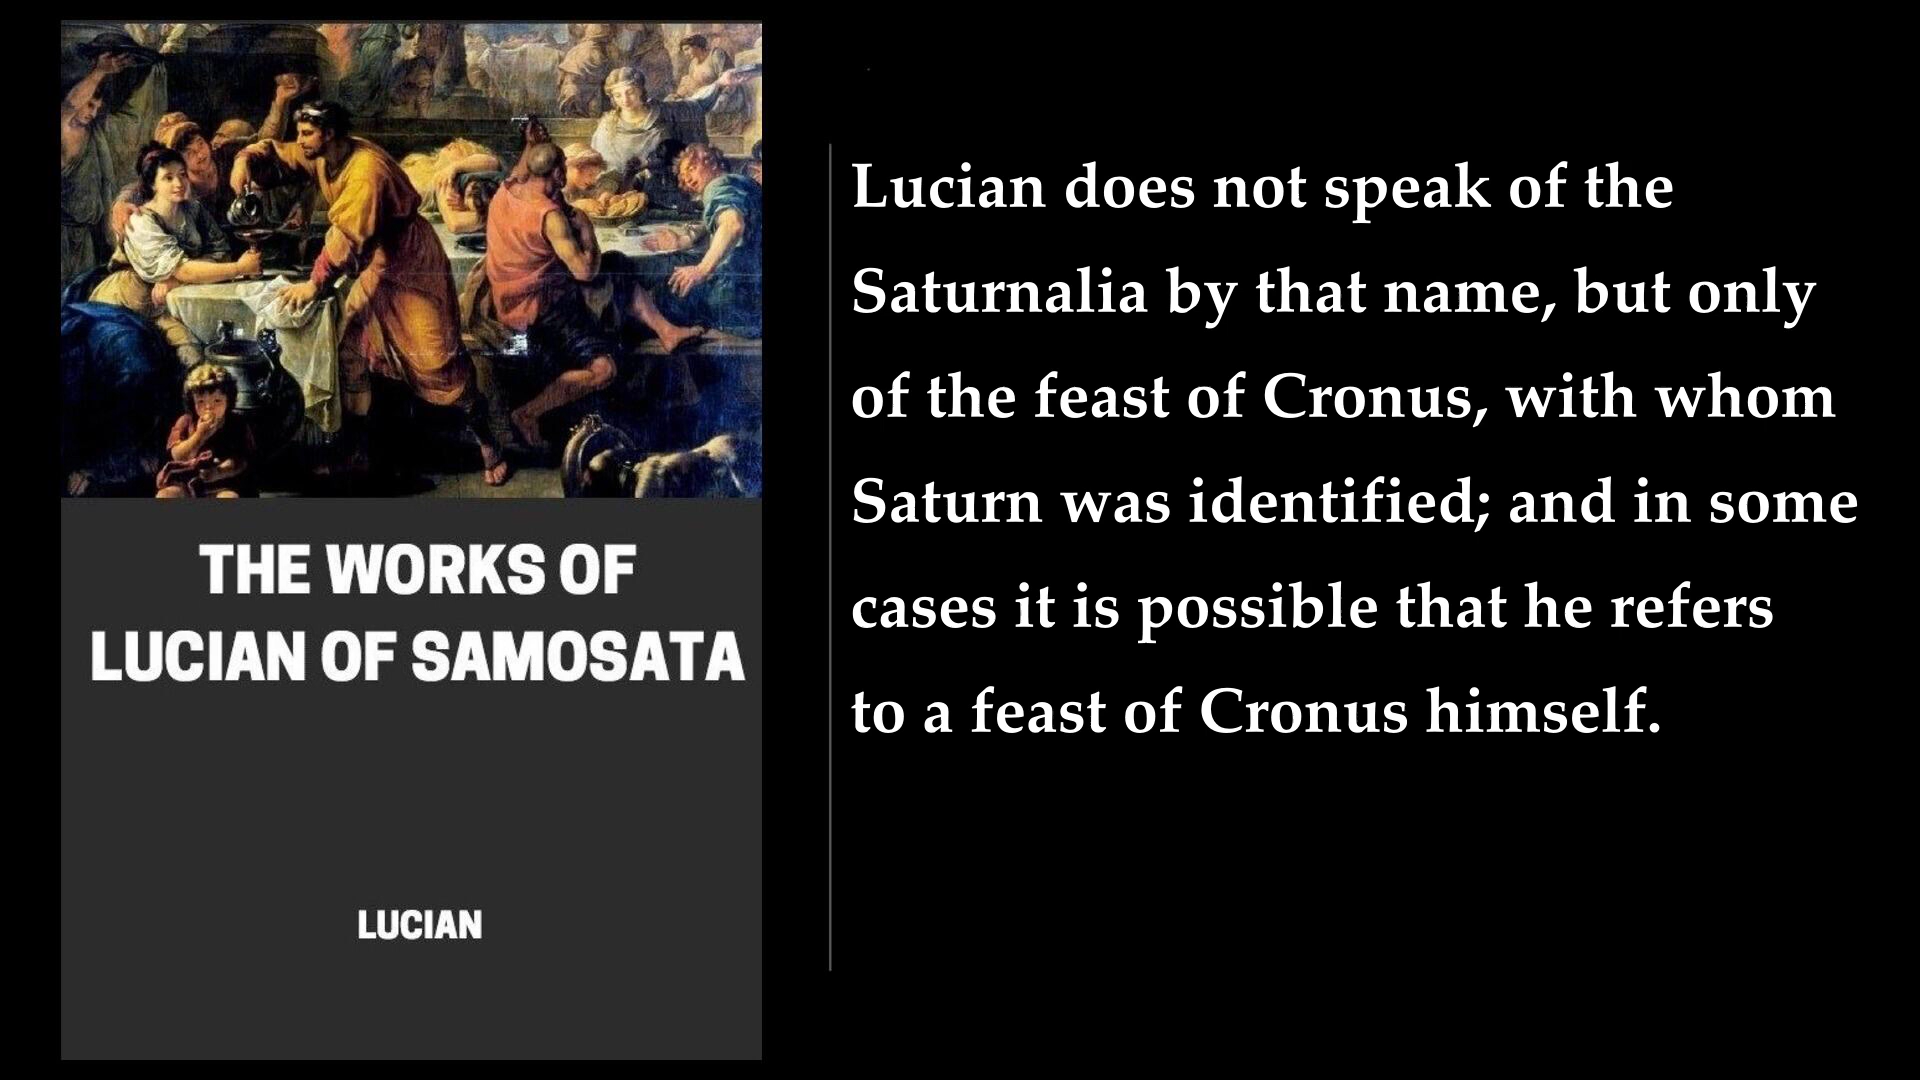 THE WORKS OF
LUCIAN OF SAMOSATA
LUCIAN
Lucian does not speak of the
Saturnalia by that name, but only
of the feast of Cronus, with whom
Saturn was identified; and in some
cases it is possible that he refers
to a feast of Cronus himself.